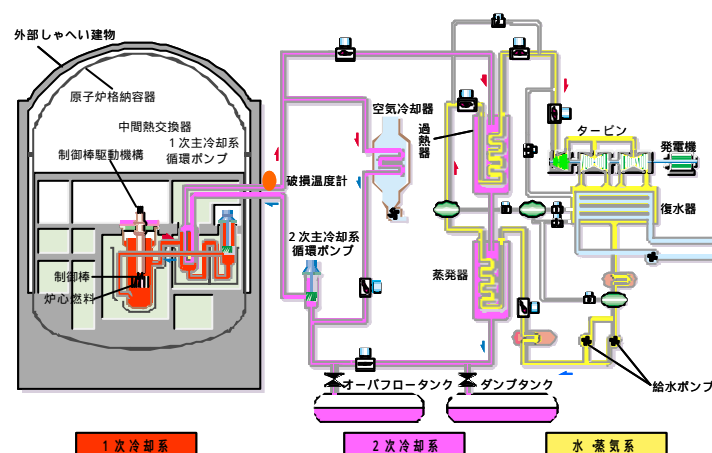 外部しゃへい建物
原子炉格納容器
中間熱交換器
1次主冷却系
循環ポンプ
制御棒駆動機構
制御棒
炉心燃料
破損温度計
空気冷却器
過熱器
2次主冷却系
循環ポンプ
蒸発器
タービン
発電機
復水器
給水ポンプ
オーバフロータンク
ダンプタンク
1次冷却系
2次冷却系
水・蒸気系